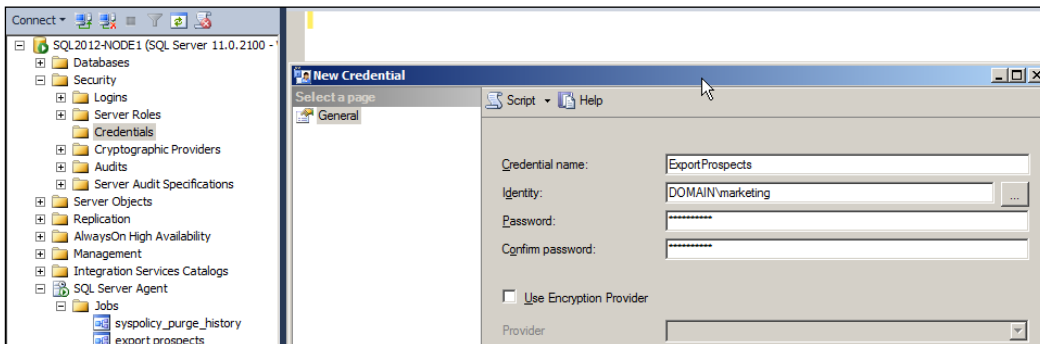 Connect
SQL2012-NODE1 (SQL Server 11.0.2100 - '
Databases
Security
Logins
Server Roles
Credentials
Cryptographic Providers
Audits
Server Audit Specifications
Server Objects
Replication
AlwaysOn High Availability
Management
Integration Services Catalogs
SQL Server Agent
Jobs
syspolicy_purge_history
export prospects
New Credential
Select a page
General
Script Help
Credential name: ExportProspects
Identity: DOMAIN\marketing ...
Password: **********
Confirm password: **********
Use Encryption Provider
Provider